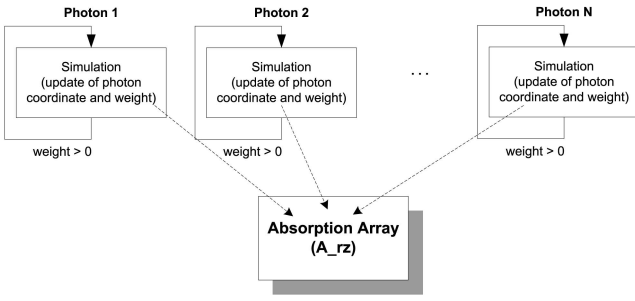 Photon 1
Photon 2
Photon N
Simulation
(update of photon
coordinate and weight)
Simulation
(update of photon
coordinate and weight)
. . .
Simulation
(update of photon
coordinate and weight)
weight > 0
weight > 0
weight > 0
Absorption Array
(A_rz)